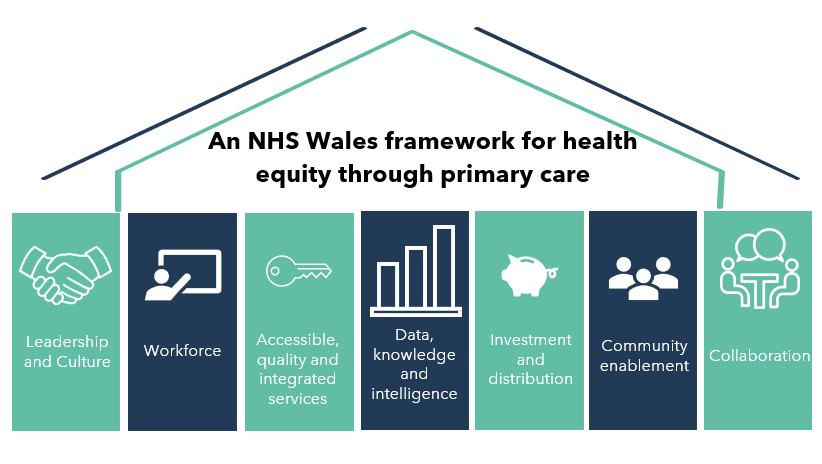 An NHS Wales framework for health
equity through primary care
Leadership
and Culture
Workforce
Accessible,
quality and
integrated
services
Data,
knowledge
and
intelligence
Investment
and
distribution
Community
enablement
Collaboration